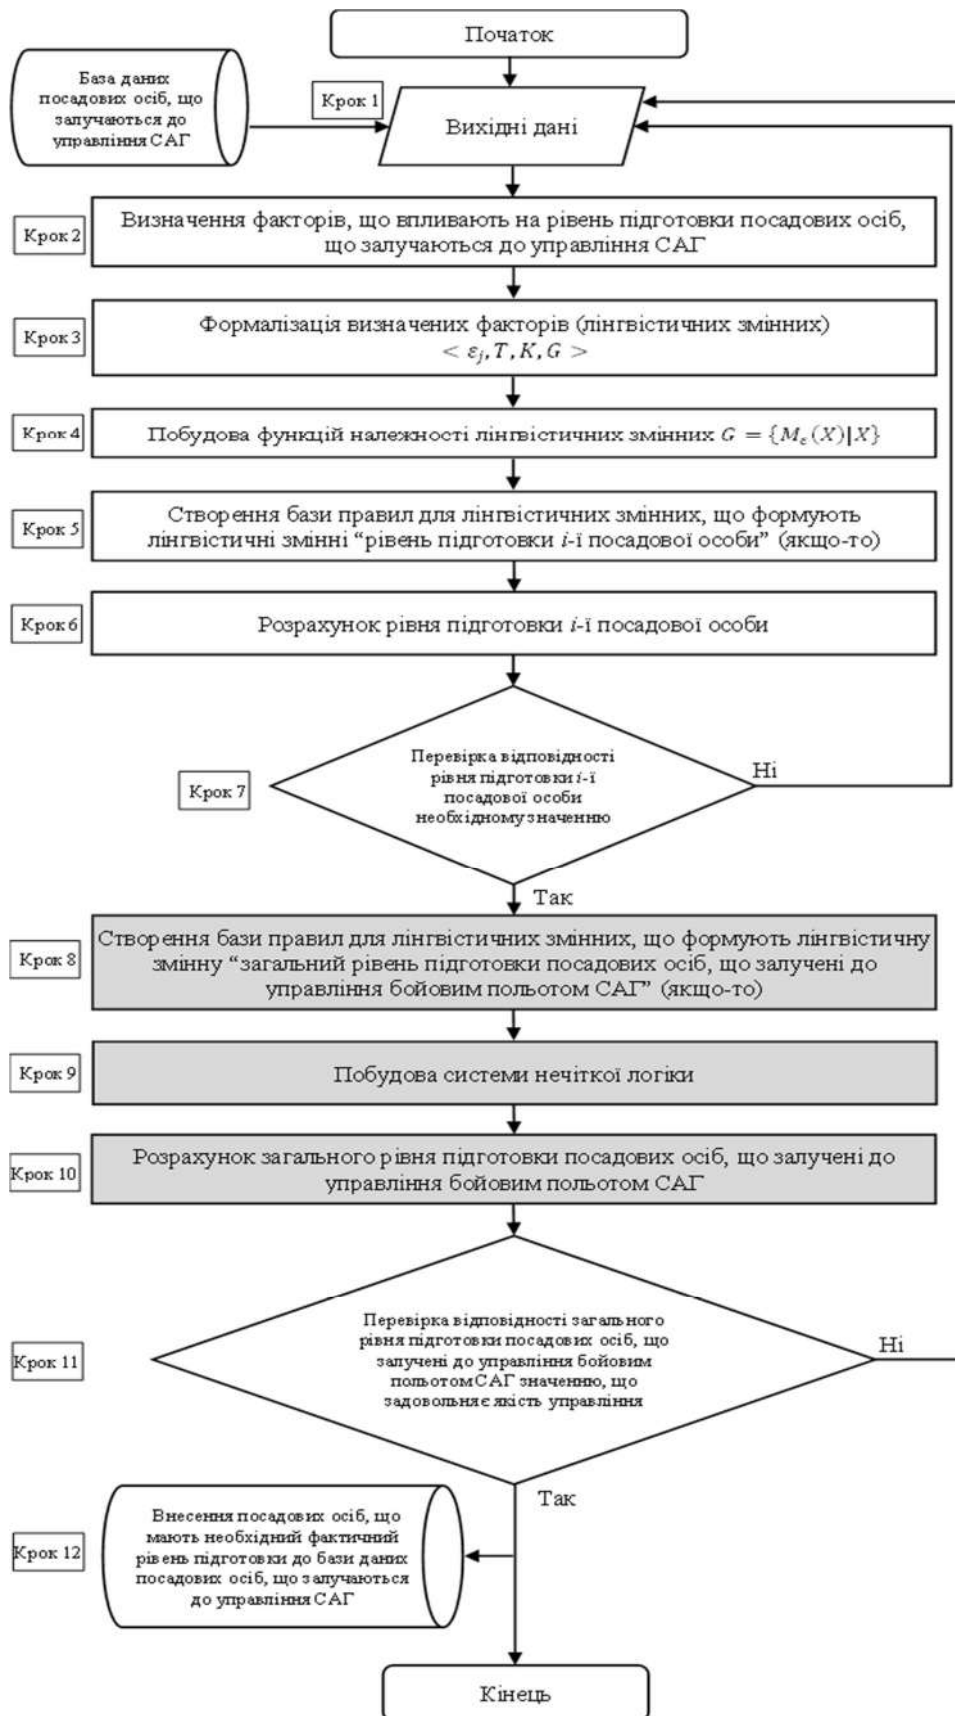 Початок
База даних
посадових осіб, що
залучаються до
управління САГ
Крок 1
Вихідні дані
Крок 2
Визначення факторів, що впливають на рівень підготовки посадових осіб,
що залучаються до управління САГ
Крок 3
Формалізація визначених факторів (лінгвістичних змінних)
< εj, T, K, G >
Крок 4
Побудова функцій належності лінгвістичних змінних G = {Mε(X)|X}
Крок 5
Створення бази правил для лінгвістичних змінних, що формують
лінгвістичні змінні “рівень підготовки i-ї посадової особи” (якщо-то)
Крок 6
Розрахунок рівня підготовки i-ї посадової особи
Крок 7
Перевірка відповідності
рівня підготовки i-ї
посадової особи
необхідному значенню
Ні
Так
Крок 8
Створення бази правил для лінгвістичних змінних, що формують лінгвістичну
змінну “загальний рівень підготовки посадових осіб, що залучені до
управління бойовим польотом САГ” (якщо-то)
Крок 9
Побудова системи нечіткої логіки
Крок 10
Розрахунок загального рівня підготовки посадових осіб, що залучені до
управління бойовим польотом САГ
Крок 11
Перевірка відповідності загального
рівня підготовки посадових осіб, що
залучені до управління бойовим
польотом САГ значенню, що
задовольняє якість управління
Ні
Так
Крок 12
Внесення посадових осіб, що
мають необхідний фактичний
рівень підготовки до бази даних
посадових осіб, що залучаються
до управління САГ
Кінець